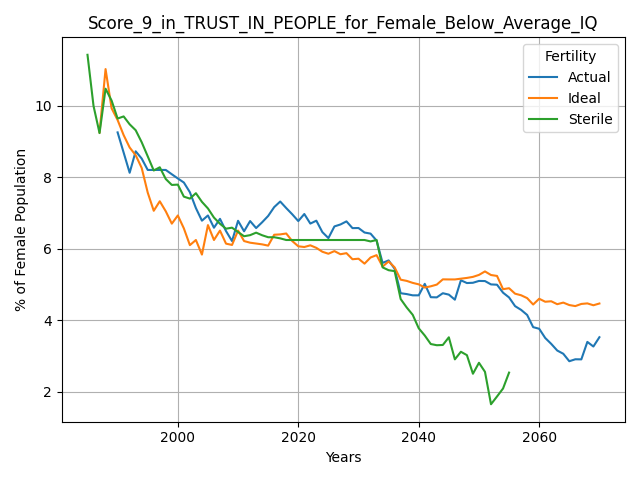 Score_9_in_TRUST_IN_PEOPLE_for_Female_Below_Average_IQ
Fertility
Actual
Ideal
Sterile
% of Female Population
10
8
6
4
2
2000
2020
2040
2060
Years